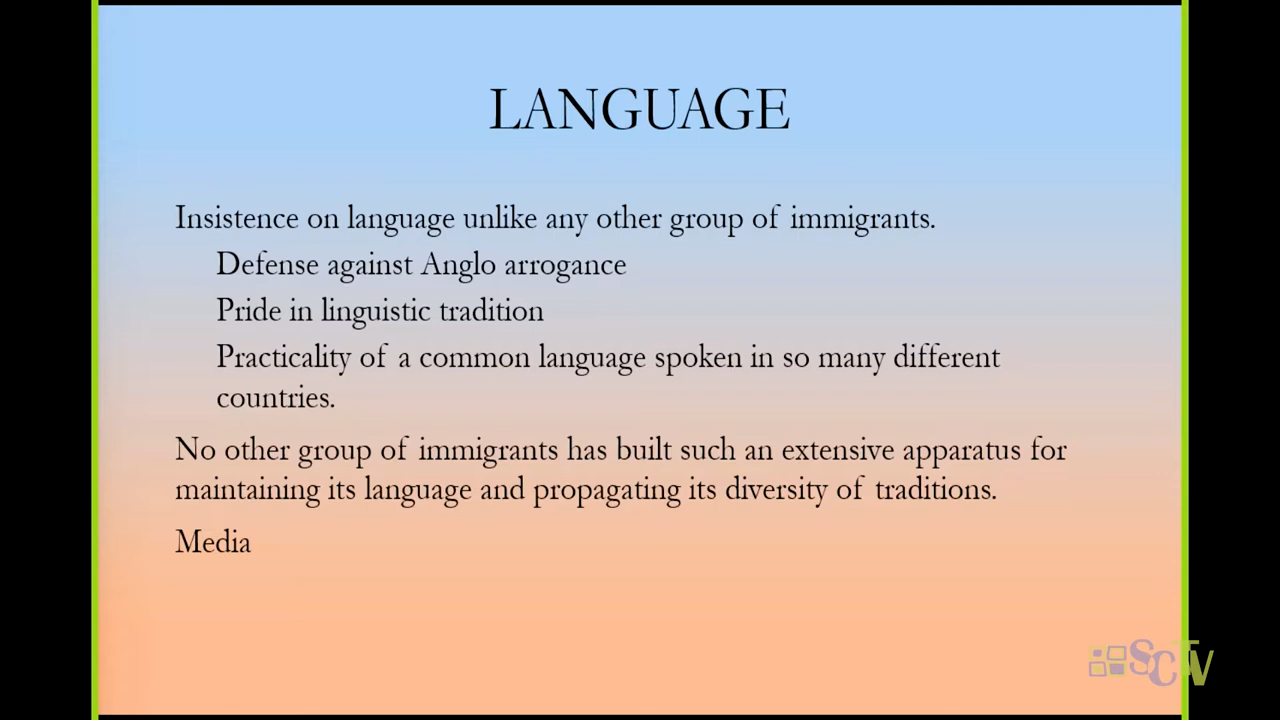 LANGUAGE
Insistence on language unlike any other group of immigrants.
Defense against Anglo arrogance
Pride in linguistic tradition
Practicality of a common language spoken in so many different
countries.
No other group of immigrants has built such an extensive apparatus for
maintaining its language and propagating its diversity of traditions.
Media
SCTV